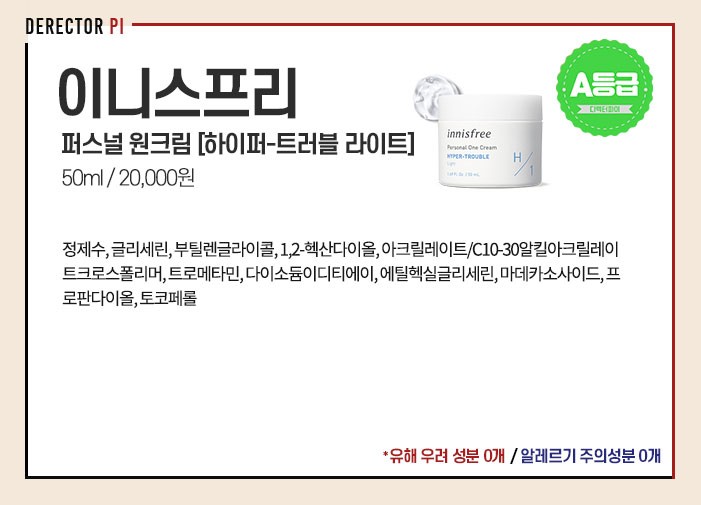 DERECTOR PI
이니스프리
퍼스널 원크림 [하이퍼-트러블 라이트]
50ml / 20,000원
A등급
디렉터파이
innisfree
Personal One Cream
HYPER-TROUBLE
Light
H/1
정제수, 글리세린, 부틸렌글라이콜, 1,2-헥산다이올, 아크릴레이트/C10-30알킬아크릴레이
트크로스폴리머, 트로메타민, 다이소듐이디티에이, 에틸헥실글리세린, 마데카소사이드, 프
로판다이올, 토코페롤
*유해 우려 성분 0개 / 알레르기 주의성분 0개